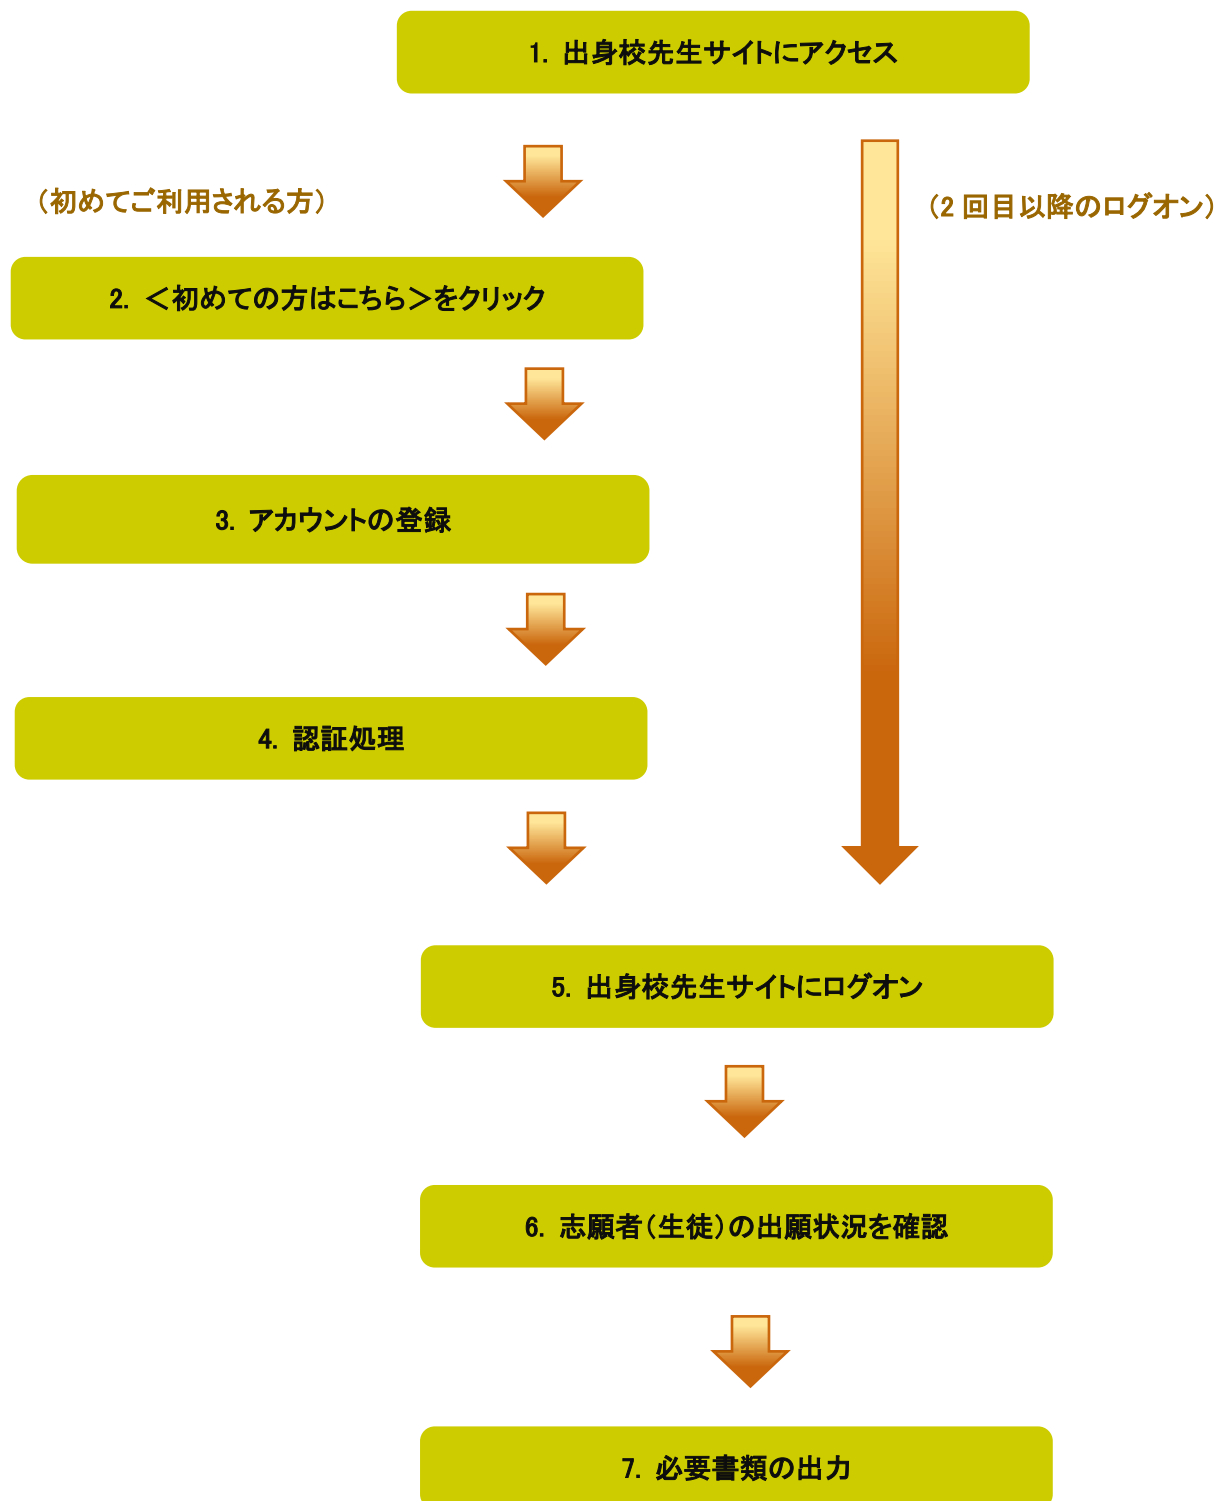 1. 出身校先生サイトにアクセス
（初めてご利用される方）
（2 回目以降のログオン）
2. ＜初めての方はこちら＞をクリック
3. アカウントの登録
4. 認証処理
5. 出身校先生サイトにログオン
6. 志願者（生徒）の出願状況を確認
7. 必要書類の出力